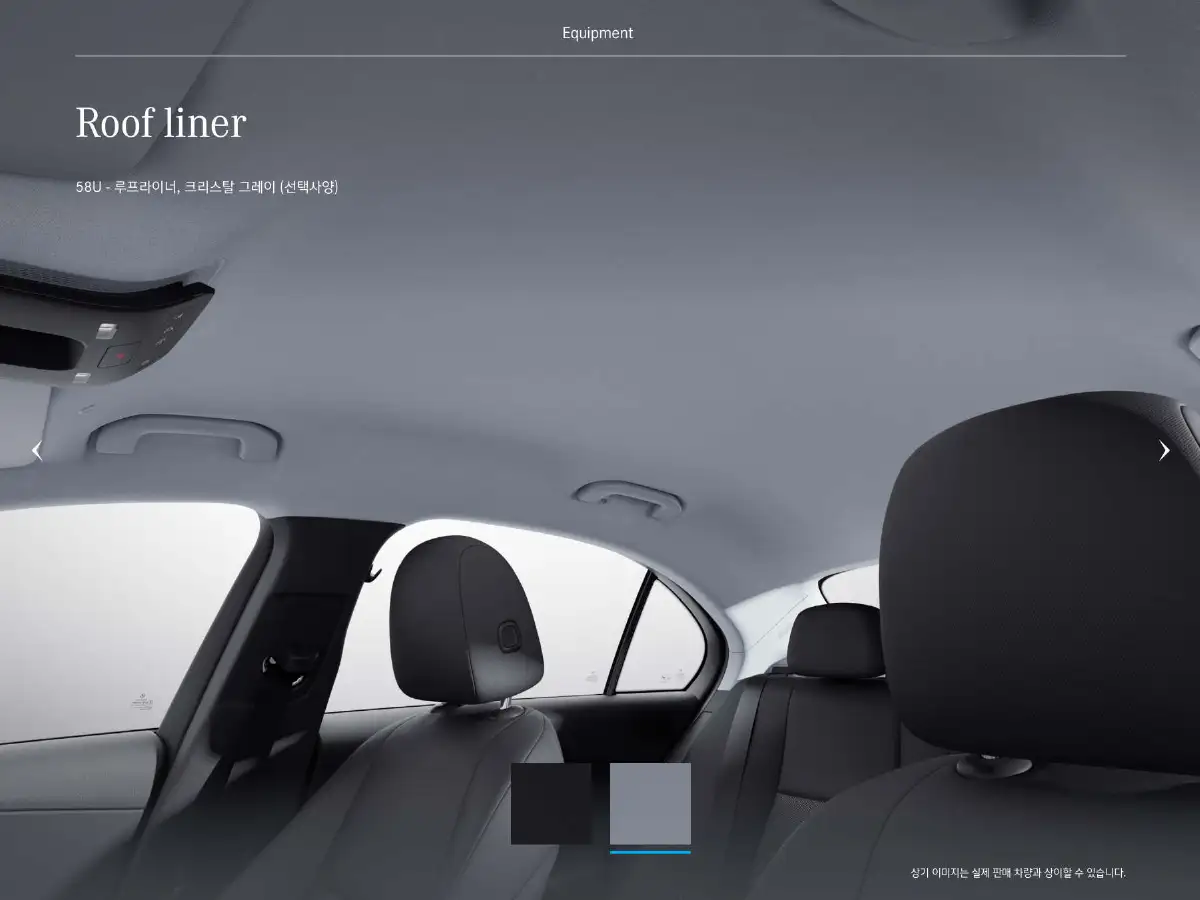 Equipment
Roof liner
58U - 루프라이너, 크리스탈 그레이 (선택사양)
상기 이미지는 실제 판매 차량과 상이할 수 있습니다.